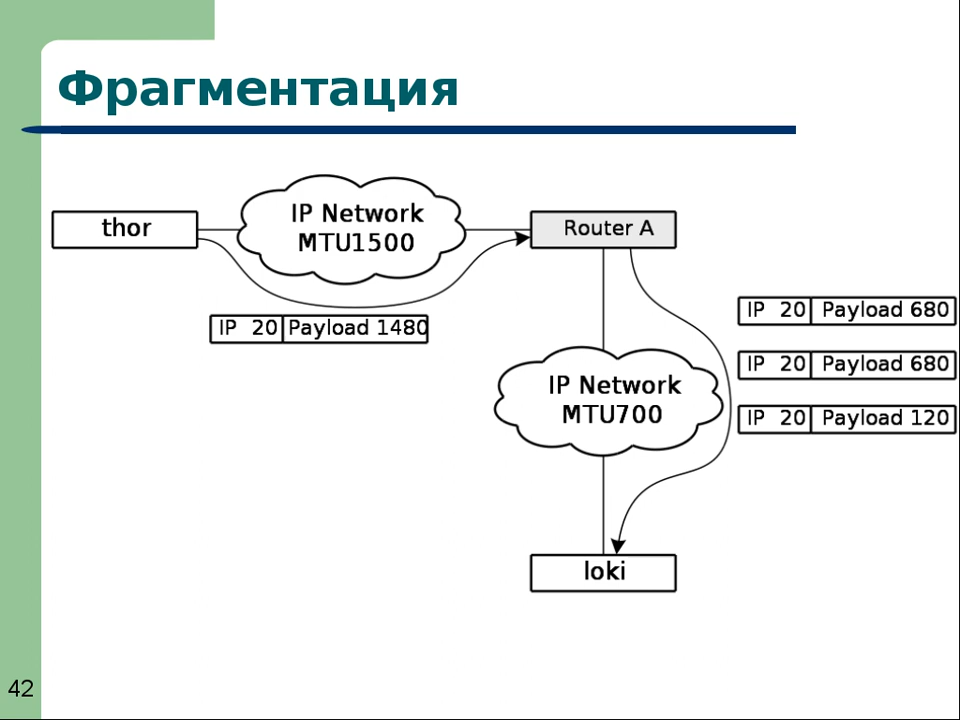 Фрагментация
thor
IP Network
MTU1500
Router A
IP 20 Payload 1480
IP 20 Payload 680
IP 20 Payload 680
IP 20 Payload 120
IP Network
MTU700
loki
42